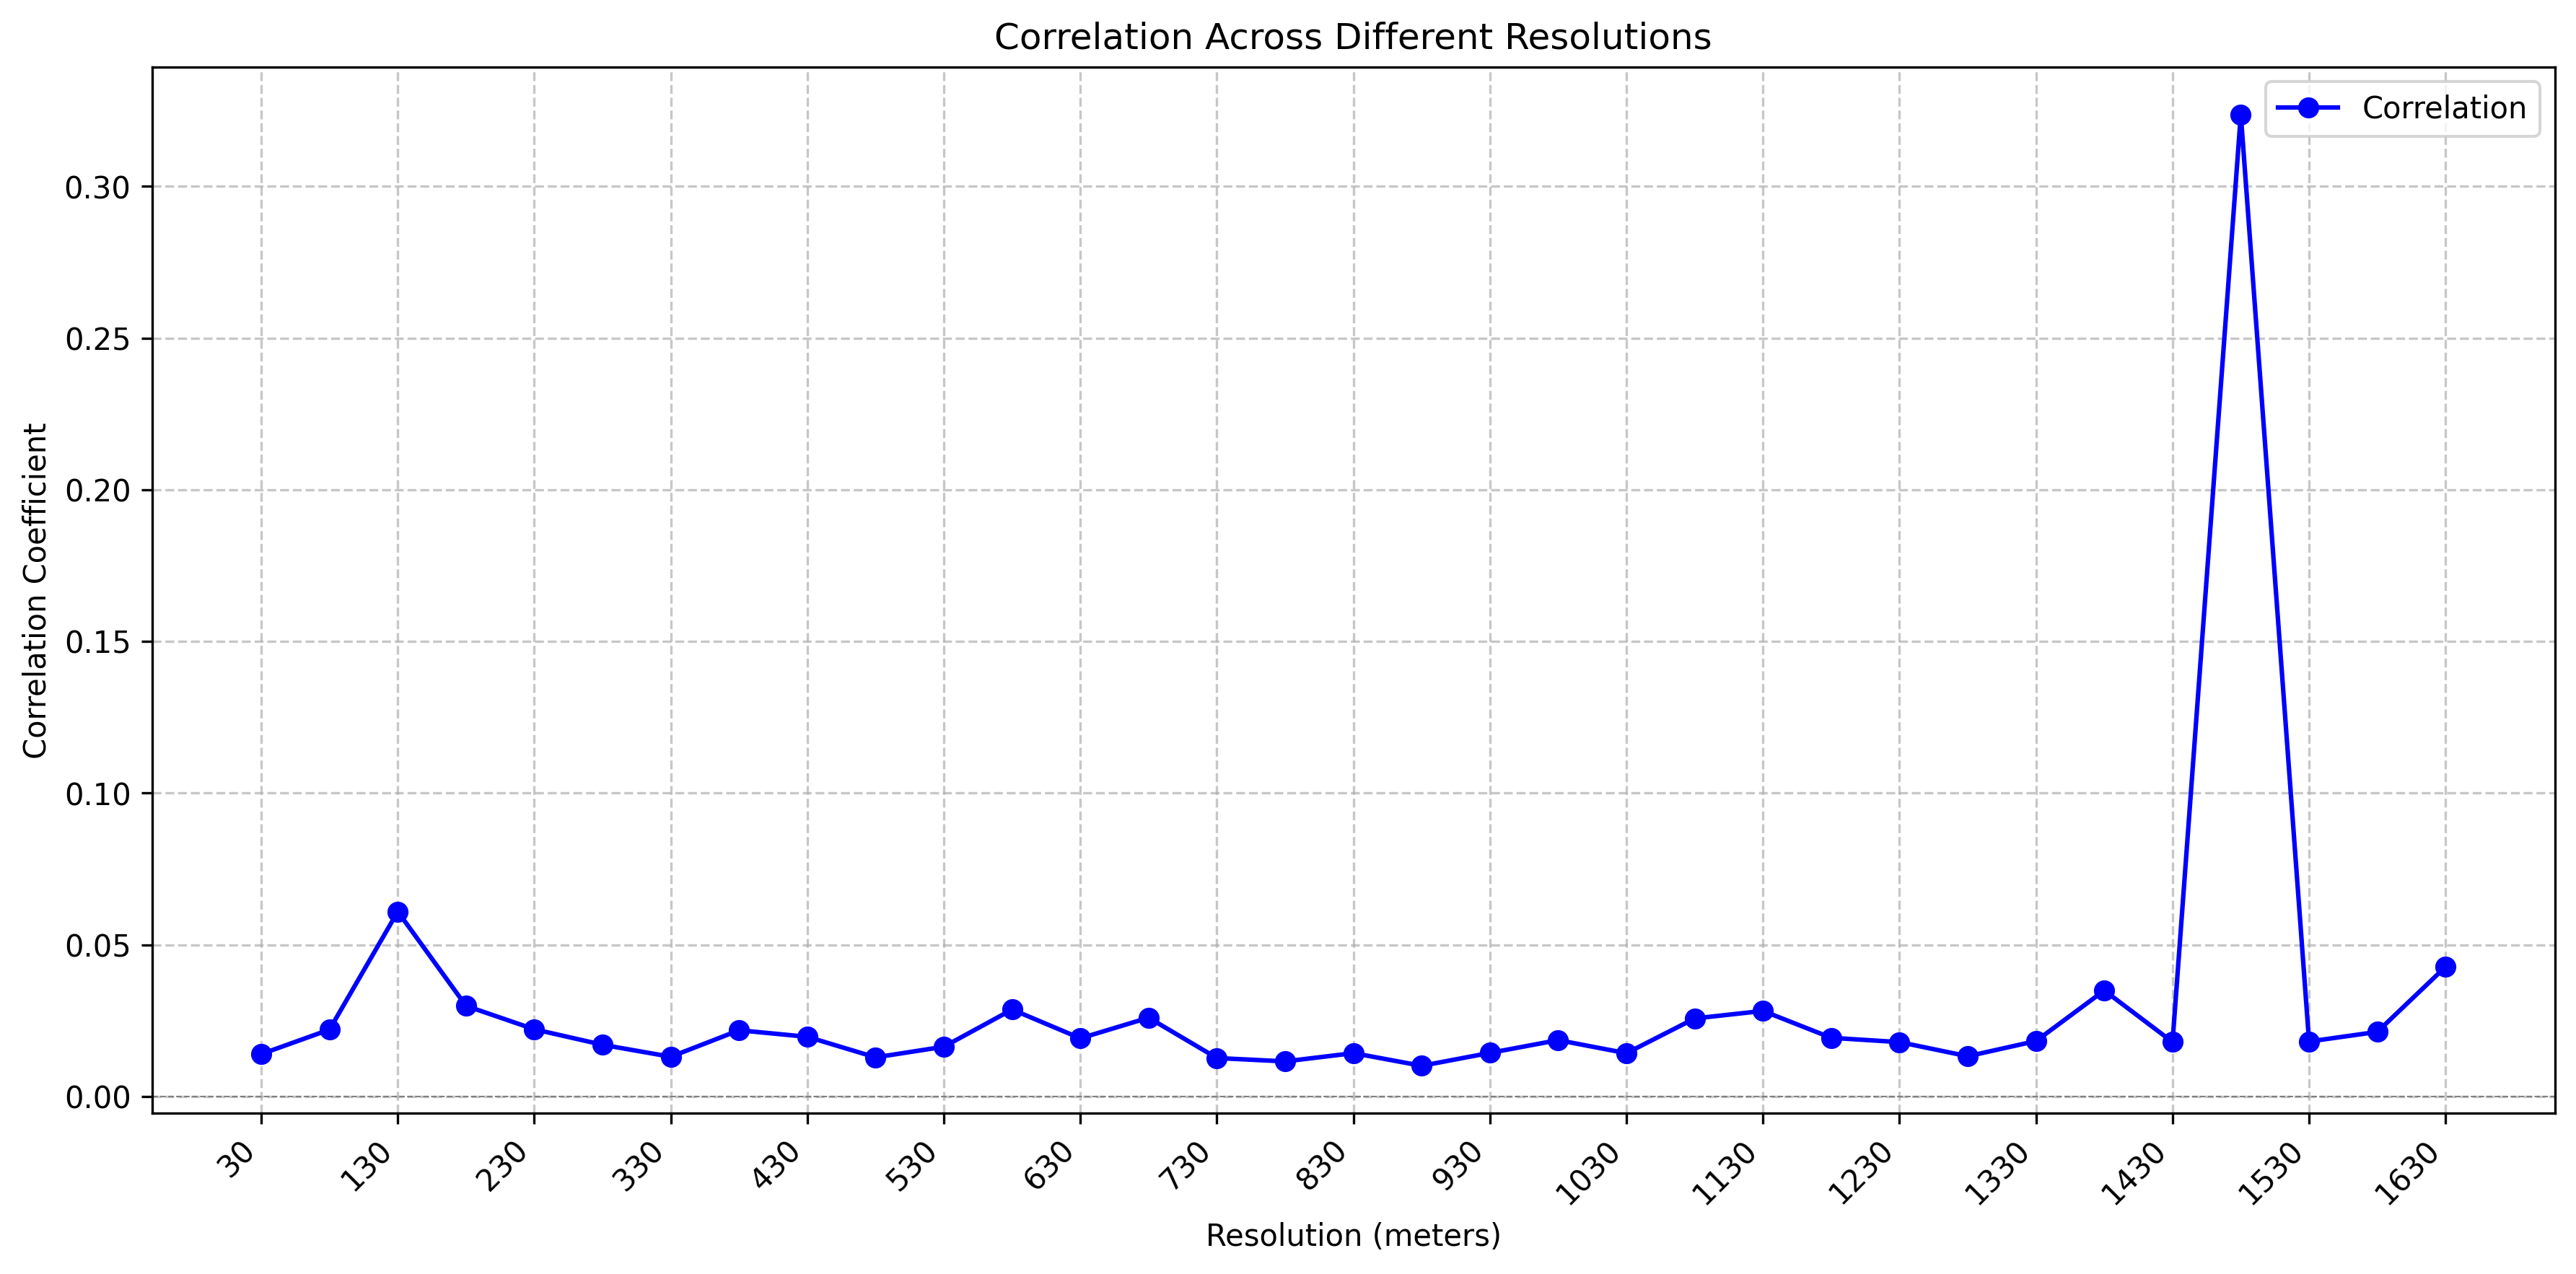 Correlation Across Different Resolutions
Correlation
0.30
0.25
0.20
0.15
0.10
0.05
0.00
Correlation Coefficient
30 130 230 330 430 530 630 730 830 930 1030 1130 1230 1330 1430 1530 1630
Resolution (meters)